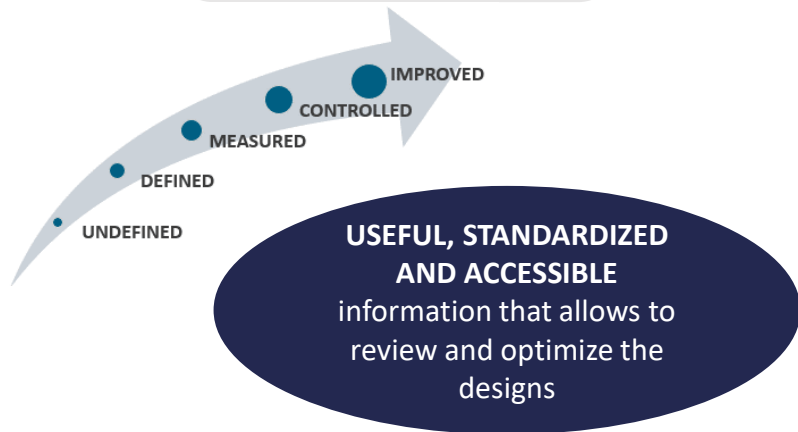 IMPROVED
CONTROLLED
MEASURED
DEFINED
UNDEFINED
USEFUL, STANDARDIZED
AND ACCESSIBLE
information that allows to
review and optimize the
designs